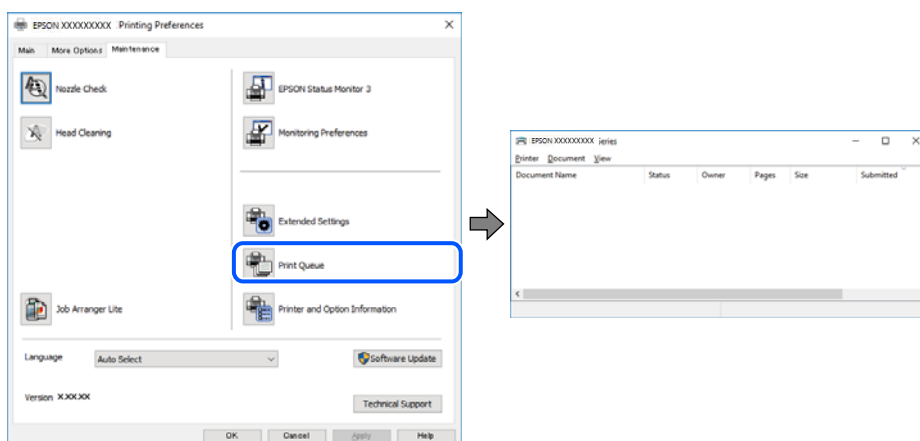 EPSON XXXXXXXXX Printing Preferences
Main More Options Maintenance
Nozzle Check
Head Cleaning
Job Arranger Lite
EPSON Status Monitor 3
Monitoring Preferences
Extended Settings
Print Queue
Printer and Option Information
Language Auto Select Software Update
Version X.XX.XX
Technical Support
OK Cancel Apply Help
EPSON XXXXXXXXX ieries
Printer Document View
Document Name Status Owner Pages Size Submitted